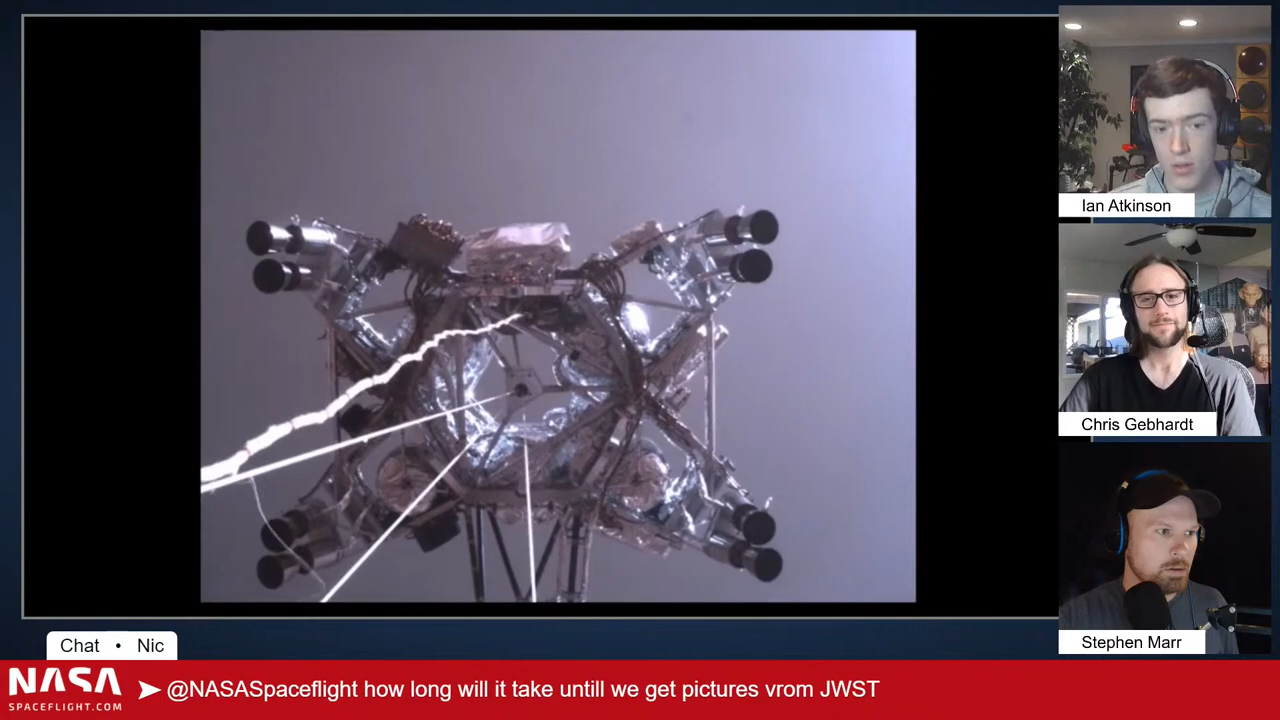 Ian Atkinson
Chris Gebhardt
Stephen Marr
Chat • Nic
NASA
SPACEFLIGHT.COM
@NASASpaceflight how long will it take untill we get pictures vrom JWST